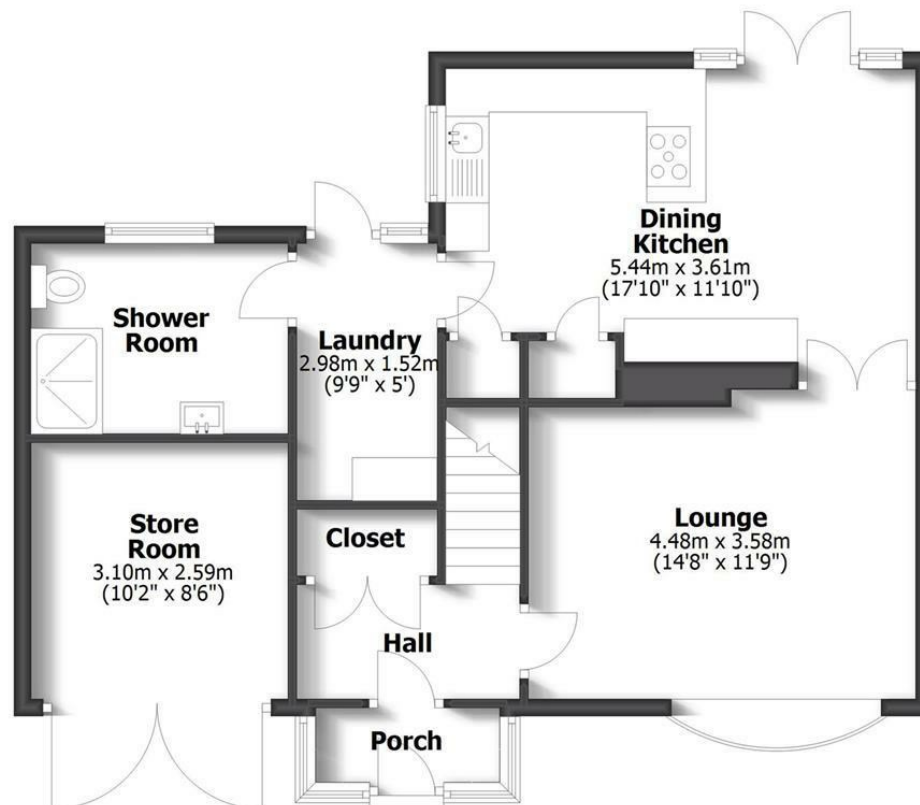 Dining
Kitchen
5.44m x 3.61m
(17'10" x 11'10")
Shower
Room
Laundry
2.98m x 1.52m
(9'9" x 5')
Store
Room
3.10m x 2.59m
(10'2" x 8'6")
Closet
Lounge
4.48m x 3.58m
(14'8" x 11'9")
Hall
Porch